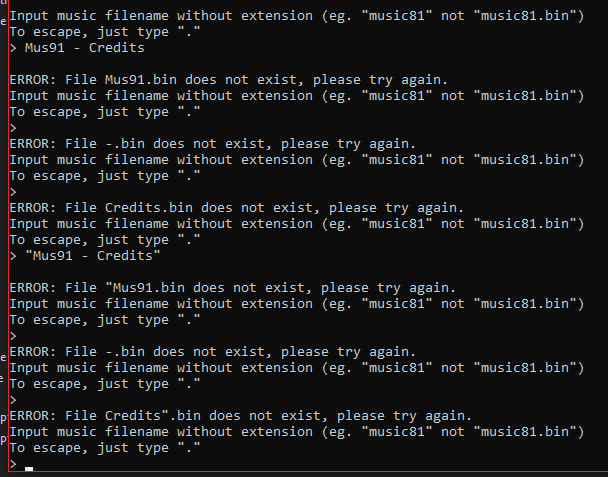 Input music filename without extension (eg. "music81" not "music81.bin")
To escape, just type "."
> Mus91 - Credits
ERROR: File Mus91.bin does not exist, please try again.
Input music filename without extension (eg. "music81" not "music81.bin")
To escape, just type "."
>
ERROR: File -.bin does not exist, please try again.
Input music filename without extension (eg. "music81" not "music81.bin")
To escape, just type "."
>
ERROR: File Credits.bin does not exist, please try again.
Input music filename without extension (eg. "music81" not "music81.bin")
To escape, just type "."
> "Mus91 - Credits"
ERROR: File "Mus91.bin does not exist, please try again.
Input music filename without extension (eg. "music81" not "music81.bin")
To escape, just type "."
>
ERROR: File -.bin does not exist, please try again.
Input music filename without extension (eg. "music81" not "music81.bin")
To escape, just type "."
>
ERROR: File Credits".bin does not exist, please try again.
Input music filename without extension (eg. "music81" not "music81.bin")
To escape, just type "."
>